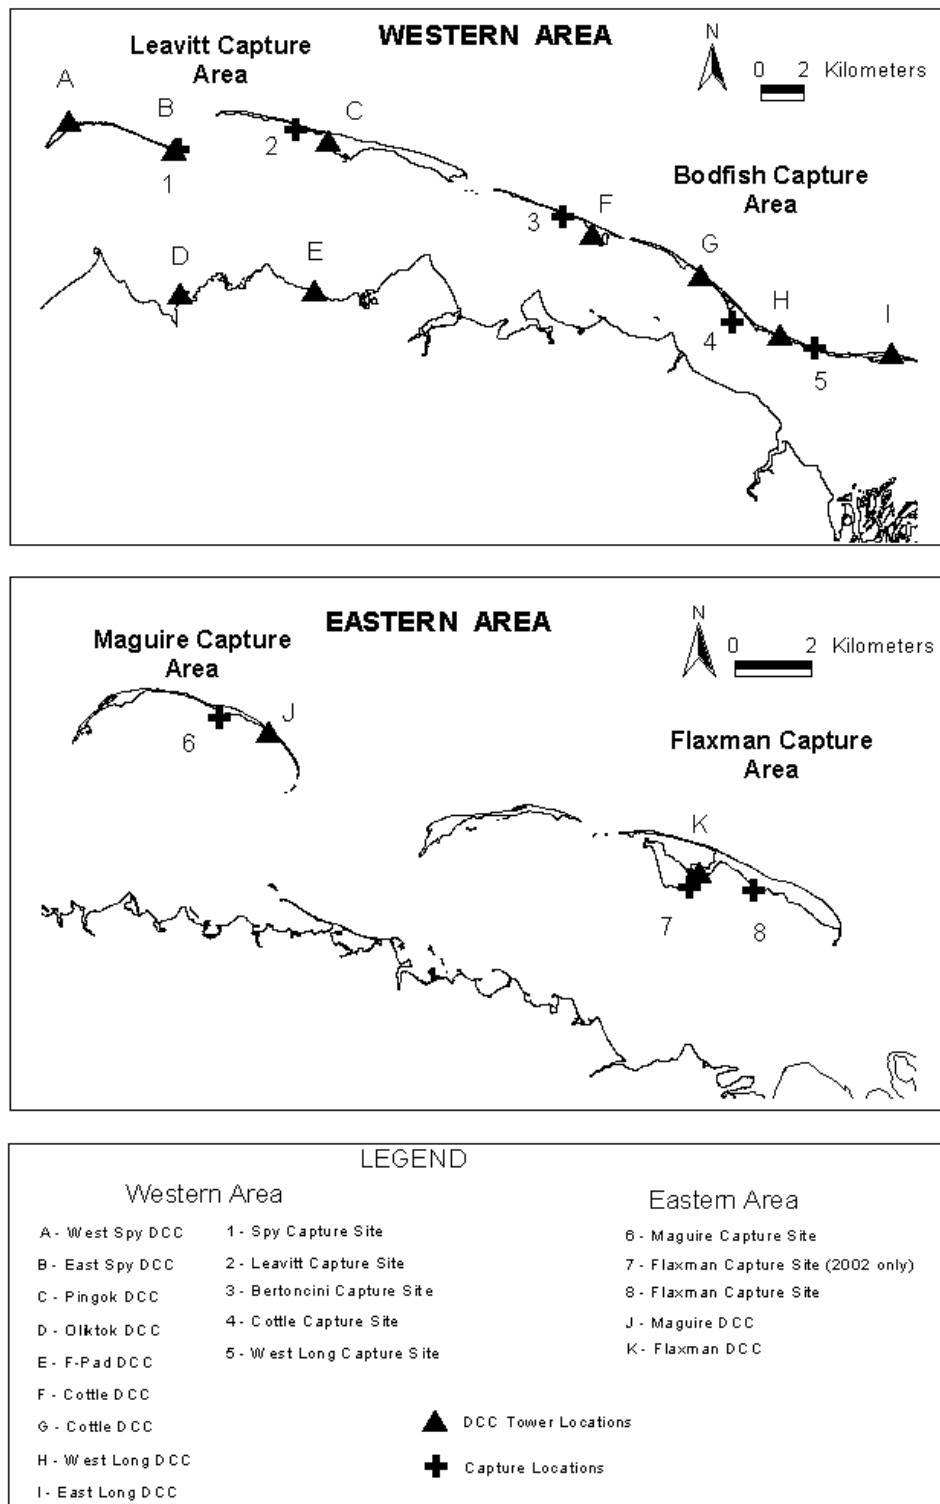 WESTERN AREA
Leavitt Capture
Area
N
0 2 Kilometers
A
B
C
2
1
Bodfish Capture
Area
3
F
G
D
E
H
I
4
5
EASTERN AREA
N
Maguire Capture
Area
0 2 Kilometers
J
6
Flaxman Capture
Area
K
7
8
LEGEND
Western Area
A - West Spy DCC
B - East Spy DCC
C - Pingok DCC
D - Oliktok DCC
E - F-Pad DCC
F - Cottle DCC
G - Cottle DCC
H - West Long DCC
I - East Long DCC
1 - Spy Capture Site
2 - Leavitt Capture Site
3 - Bertoncini Capture Site
4 - Cottle Capture Site
5 - West Long Capture Site
Eastern Area
6 - Maguire Capture Site
7 - Flaxman Capture Site (2002 only)
8 - Flaxman Capture Site
J - Maguire DCC
K - Flaxman DCC
DCC Tower Locations
Capture Locations